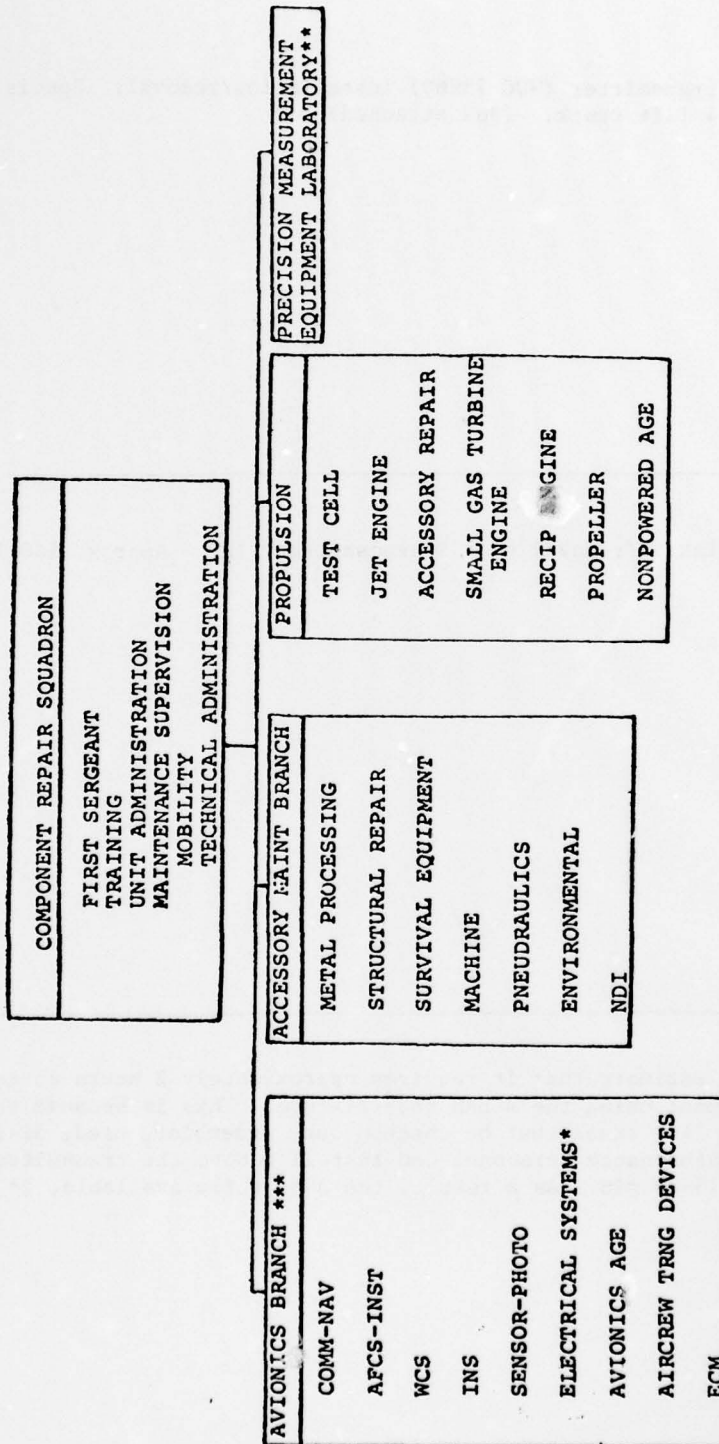 COMPONENT REPAIR SQUADRON
FIRST SERGEANT
TRAINING
UNIT ADMINISTRATION
MAINTENANCE SUPERVISION
MOBILITY
TECHNICAL ADMINISTRATION
AVIONICS BRANCH ***
COMM-NAV
AFCS-INST
WCS
INS
SENSOR-PHOTO
ELECTRICAL SYSTEMS*
AVIONICS AGE
AIRCREW TRNG DEVICES
ECM
ACCESSORY MAINT BRANCH
METAL PROCESSING
STRUCTURAL REPAIR
SURVIVAL EQUIPMENT
MACHINE
PNEUDRAULICS
ENVIRONMENTAL
NDI
PROPULSION
TEST CELL
JET ENGINE
ACCESSORY REPAIR
SMALL GAS TURBINE
ENGINE
RECIP ENGINE
PROPELLER
NONPOWERED AGE
PRECISION MEASUREMENT
EQUIPMENT LABORATORY**